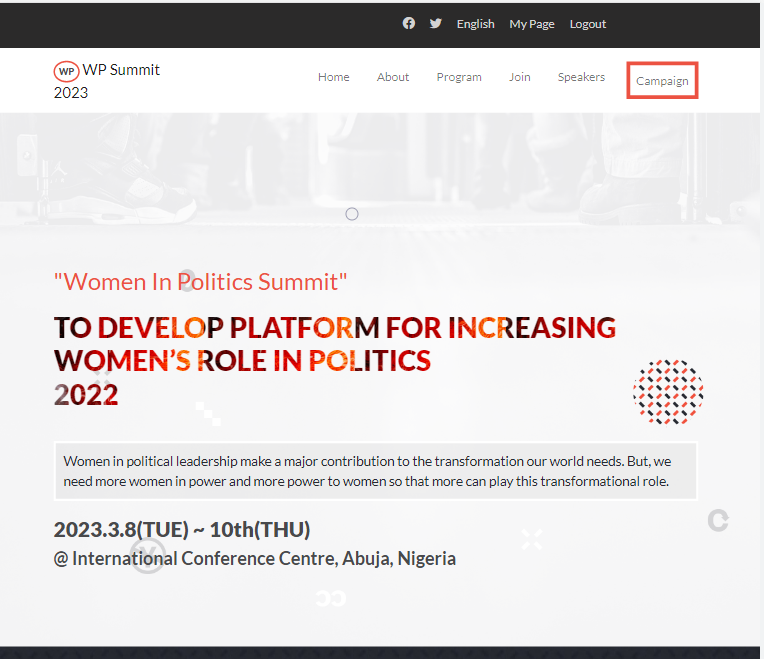 English My Page Logout
WP WP Summit
2023
Home About Program Join Speakers Campaign
"Women In Politics Summit"
TO DEVELOP PLATFORM FOR INCREASING
WOMEN’S ROLE IN POLITICS
2022
Women in political leadership make a major contribution to the transformation our world needs. But, we
need more women in power and more power to women so that more can play this transformational role.
2023.3.8(TUE) ~ 10th(THU)
@ International Conference Centre, Abuja, Nigeria